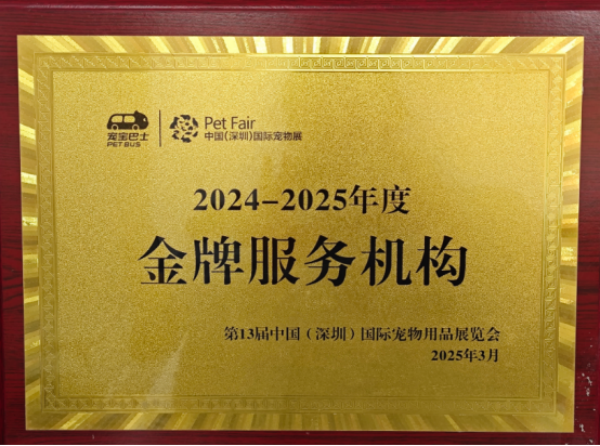 宠宝巴士
PET BUS
Pet Fair
中国(深圳)国际宠物展
2024-2025年度
金牌服务机构
第13届中国(深圳)国际宠物用品展览会
2025年3月